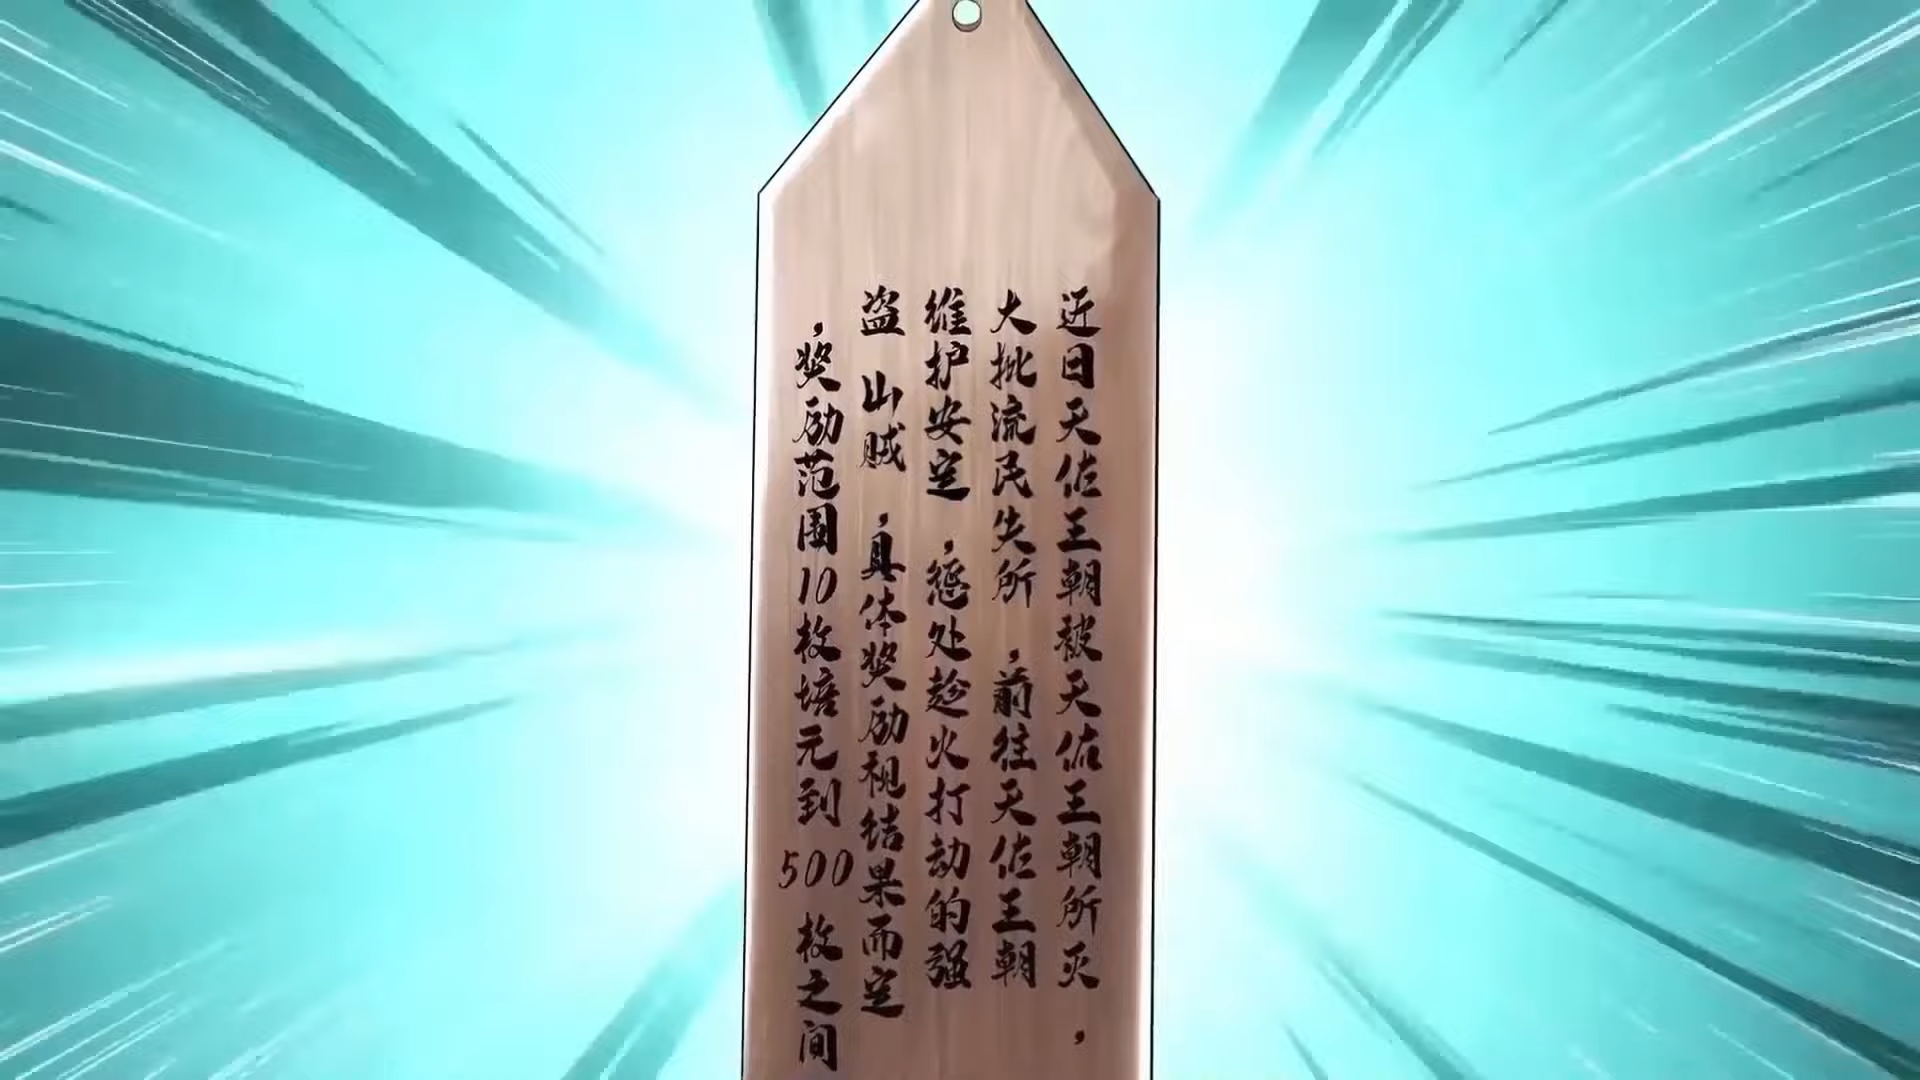 近日天佑王朝被天佑王朝所灭，
大批流民失所，前往天佑王朝
维护安定，惩处趁火打劫的强
盗 山贼，具体奖励视结果而定
，奖励范围10枚培元到500枚之间